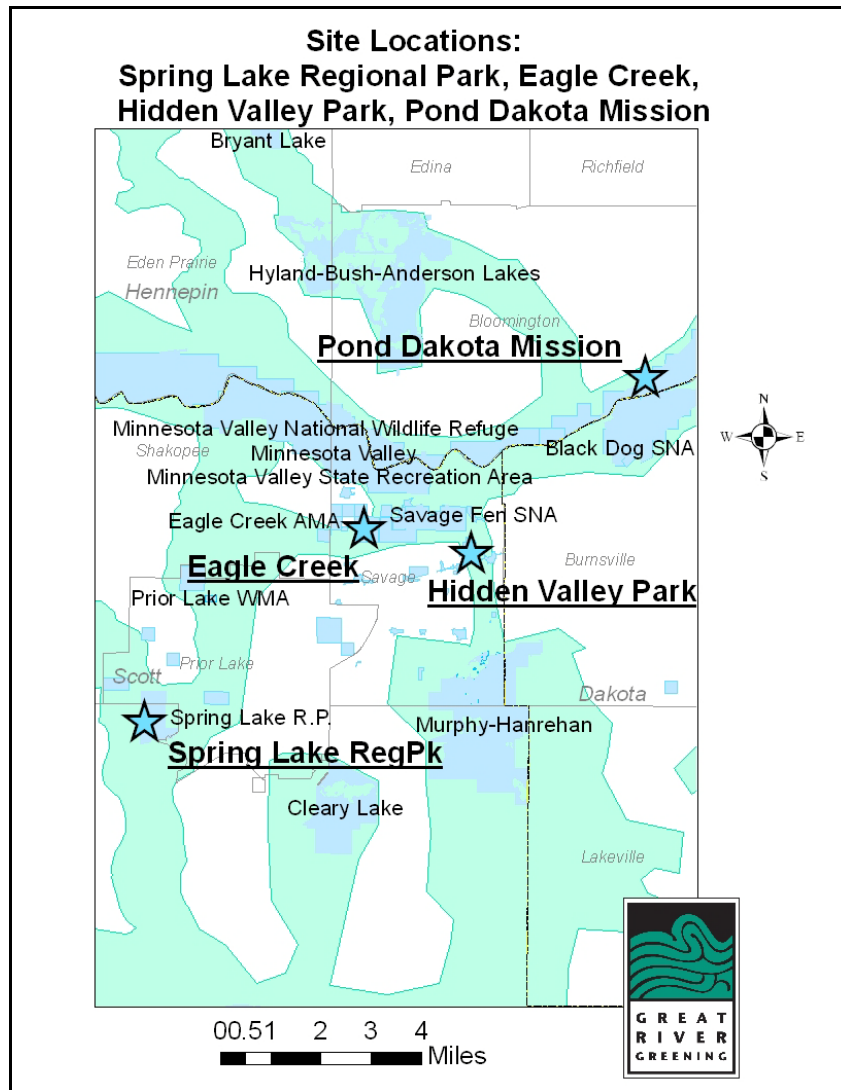 Site Locations:
Spring Lake Regional Park, Eagle Creek,
Hidden Valley Park, Pond Dakota Mission
Bryant Lake
Edina
Richfield
Eden Prairie
Hennepin
Hyland-Bush-Anderson Lakes
Bloomington
Pond Dakota Mission
N
W
E
S
Minnesota Valley National Wildlife Refuge
Shakopee
Minnesota Valley
Black Dog SNA
Minnesota Valley State Recreation Area
Eagle Creek AMA
Savage Fen SNA
Eagle Creek
Savage
Burnsville
Hidden Valley Park
Prior Lake WMA
Prior Lake
Scott
Dakota
Spring Lake R.P.
Murphy-Hanrehan
Spring Lake RegPk
Cleary Lake
Lakeville
00.51 2 3 4
Miles
GREAT
RIVER
GREENING